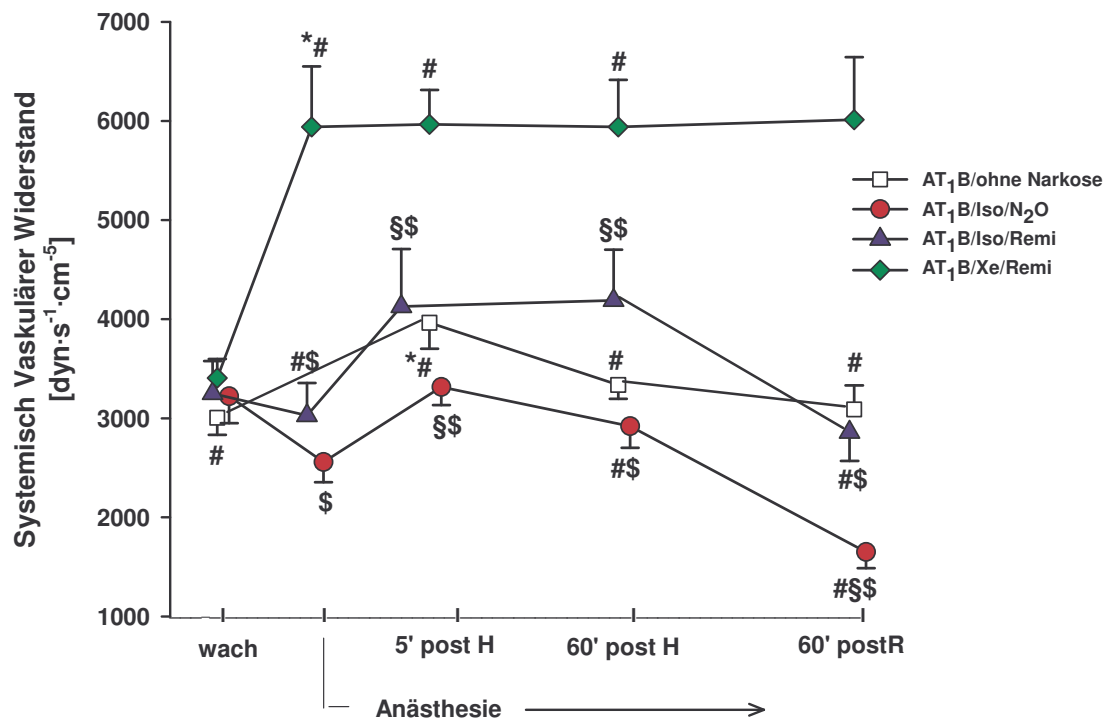 Systemisch Vaskulärer Widerstand
[dyn·s-1·cm-5]
7000
6000
5000
4000
3000
2000
1000
*#
#
#
§$
§$
#$
*#
#
#
#
§$
#$
#$
$
#§$
AT1B/ohne Narkose
AT1B/Iso/N2O
AT1B/Iso/Remi
AT1B/Xe/Remi
wach
5' post H
60' post H
60' postR
Anästhesie